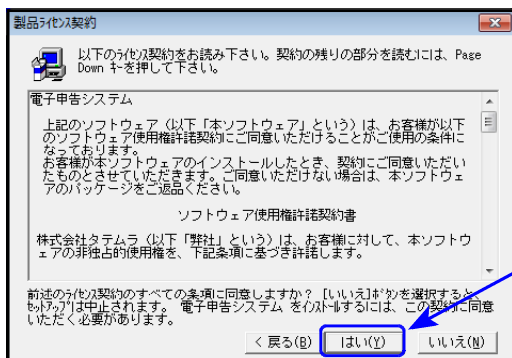 製品ﾗｲｾﾝｽ契約
以下のﾗｲｾﾝｽ契約をお読み下さい。契約の残りの部分を読むには、Page
Down ｷｰを押して下さい。
電子申告システム
上記のソフトウェア（以下「本ソフトウェア」という）は、お客様が以下
のソフトウェア使用権許諾契約にご同意いただけることがご使用の条件に
なっております。
お客様が本ソフトウェアのインストールしたとき、契約にご同意いただい
たものとさせていただきます。ご同意いただけない場合は、本ソフトウェ
アのパッケージをご返品ください。
ソフトウェア使用権許諾契約書
株式会社タテムラ（以下「弊社」という）は、お客様に対して、本ソフトウ
ェアの非独占的使用権を、下記条項に基づき許諾します。
前述のﾗｲｾﾝｽ契約のすべての条項に同意しますか？［いいえ］ﾎﾞﾀﾝを選択すると、
ｾｯﾄｱｯﾌﾟは中止されます。 電子申告システム をｲﾝｽﾄｰﾙするには、この契約に同意
いただく必要があります。
< 戻る(B) はい(Y) いいえ(N)